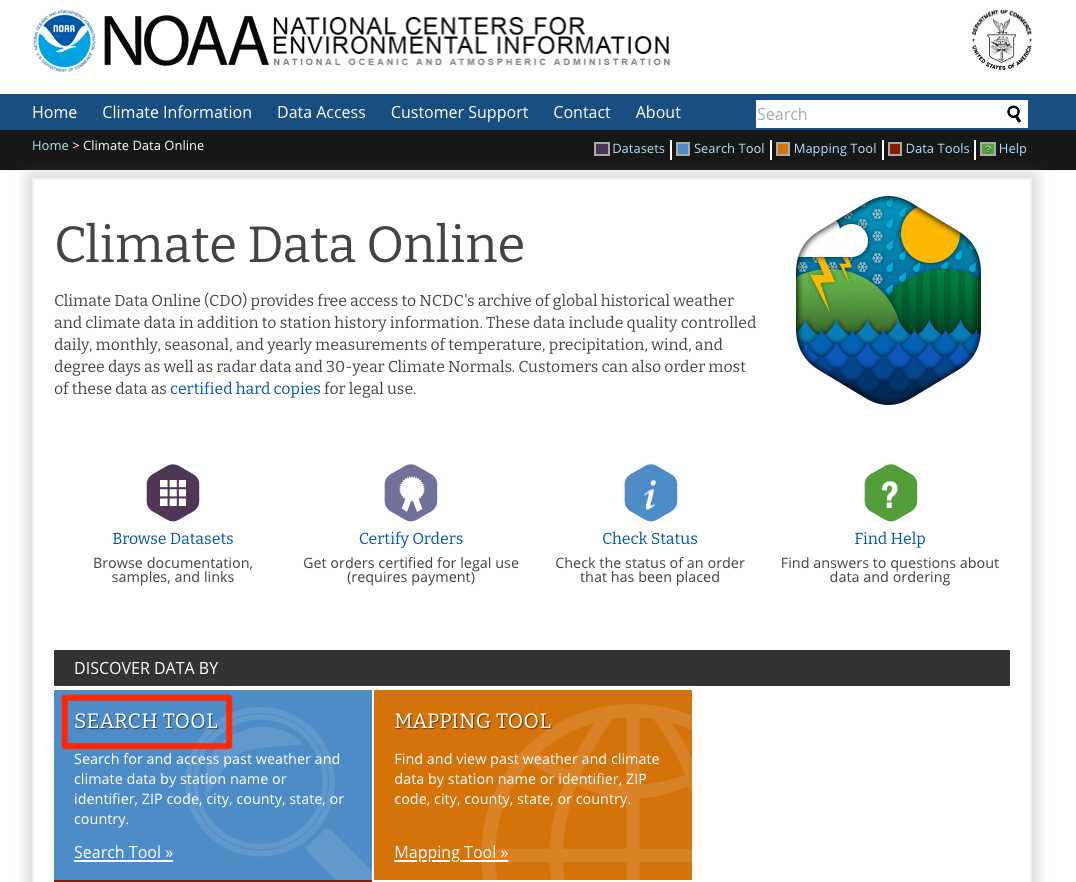 NOAA
NOAA
NATIONAL CENTERS FOR
ENVIRONMENTAL INFORMATION
NATIONAL OCEANIC AND ATMOSPHERIC ADMINISTRATION
DEPARTMENT OF COMMERCE
UNITED STATES OF AMERICA
Home Climate Information Data Access Customer Support Contact About Search
Home > Climate Data Online
Datasets Search Tool Mapping Tool Data Tools ? Help
Climate Data Online
Climate Data Online (CDO) provides free access to NCDC's archive of global historical weather
and climate data in addition to station history information. These data include quality controlled
daily, monthly, seasonal, and yearly measurements of temperature, precipitation, wind, and
degree days as well as radar data and 30-year Climate Normals. Customers can also order most
of these data as certified hard copies for legal use.
i ?
Browse Datasets Certify Orders Check Status Find Help
Browse documentation, Get orders certified for legal use Check the status of an order Find answers to questions about
samples, and links (requires payment) that has been placed data and ordering
DISCOVER DATA BY
SEARCH TOOL
Search for and access past weather and
climate data by station name or
identifier, ZIP code, city, county, state, or
country.
Search Tool »
MAPPING TOOL
Find and view past weather and climate
data by station name or identifier, ZIP
code, city, county, state, or country.
Mapping Tool »